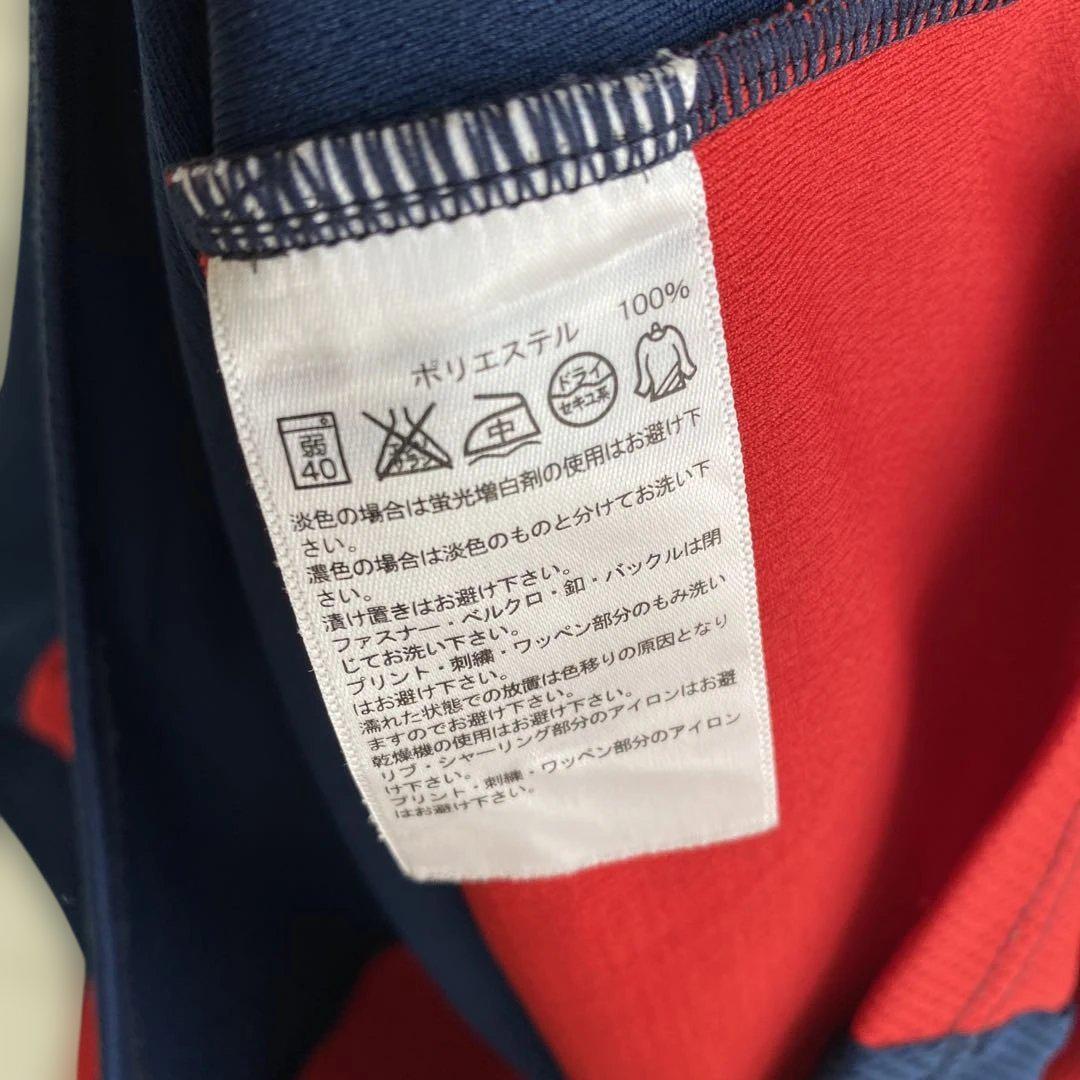 ポリエステル 100%
弱
40
エンソ
サラシ
中
ドライ
セキユ系
淡色の場合は蛍光増白剤の使用はお避け下
さい。
濃色の場合は淡色のものと分けてお洗い下
さい。
漬け置きはお避け下さい。
ファスナー・ベルクロ・釦・バックルは閉
じてお洗い下さい。
プリント・刺繍・ワッペン部分のもみ洗い
はお避け下さい。
濡れた状態での放置は色移りの原因となり
ますのでお避け下さい。
乾燥機の使用はお避け下さい。
リブ・シャーリング部分のアイロンはお避
け下さい。
プリント・刺繍・ワッペン部分のアイロン
はお避け下さい。